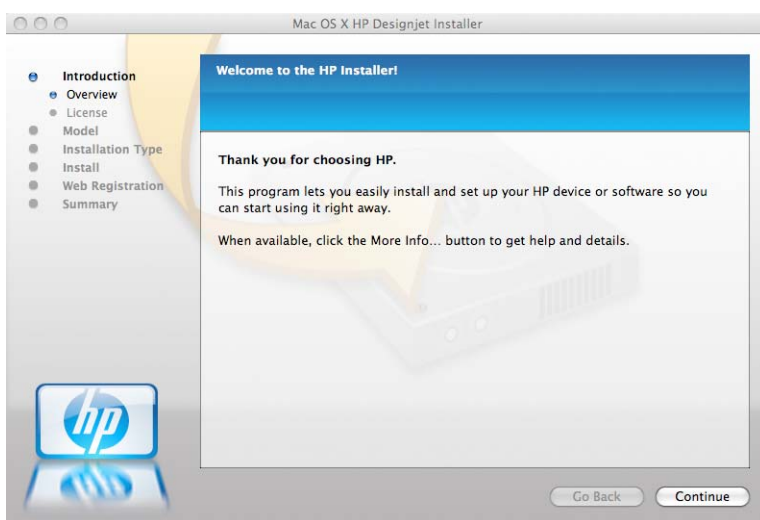 Mac OS X HP Designjet Installer
Introduction
Overview
License
Model
Installation Type
Install
Web Registration
Summary
Welcome to the HP Installer!
Thank you for choosing HP.
This program lets you easily install and set up your HP device or software so you
can start using it right away.
When available, click the More Info... button to get help and details.
hp
Go Back
Continue